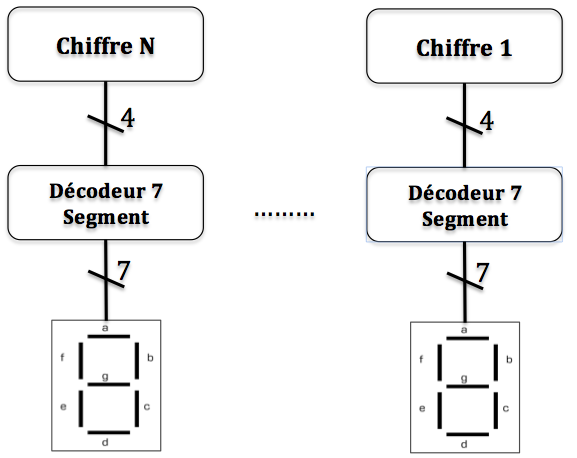 Chiffre N
Chiffre 1
4
4
Décodeur 7
Segment
.........
Décodeur 7
Segment
7
7
a
f
b
g
e
c
d
a
f
b
g
e
c
d